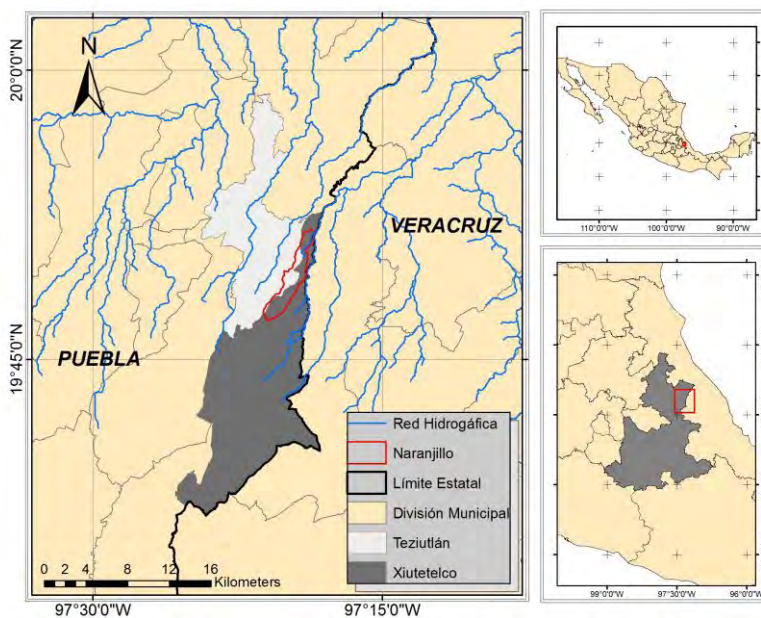 N
20°0'0"N
19°45'0"N
VERACRUZ
PUEBLA
Red Hidrogáfica
Naranjillo
Límite Estatal
División Municipal
Teziutlán
Xiutetelco
0 2 4 8 12 16
Kilometers
97°30'0"W
97°15'0"W
110°0'0"W
100°0'0"W
90°0'0"W
99°0'0"W
97°30'0"W
96°0'0"W